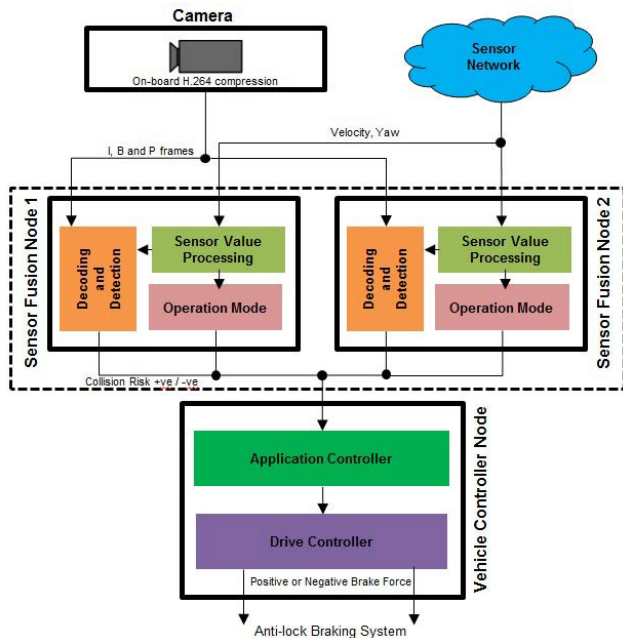 Camera
On-board H.264 compression
Sensor
Network
Velocity, Yaw
I, B and P frames
Sensor Fusion Node 1
Decoding
and
Detection
Sensor Value
Processing
Operation Mode
Decoding
and
Detection
Sensor Value
Processing
Operation Mode
Sensor Fusion Node 2
Collision Risk +ve / -ve
Application Controller
Drive Controller
Positive or Negative Brake Force
Vehicle Controller Node
Anti-lock Braking System